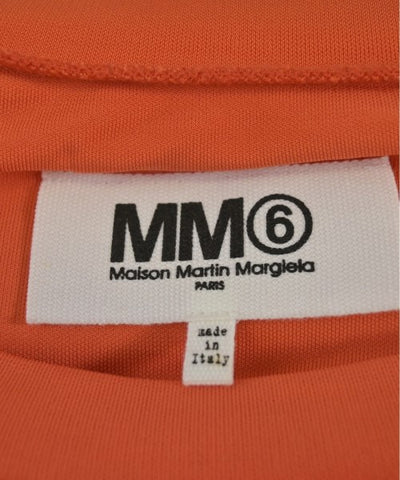 MM⑥
Maison Martin Margiela
PARIS
made
in
Italy